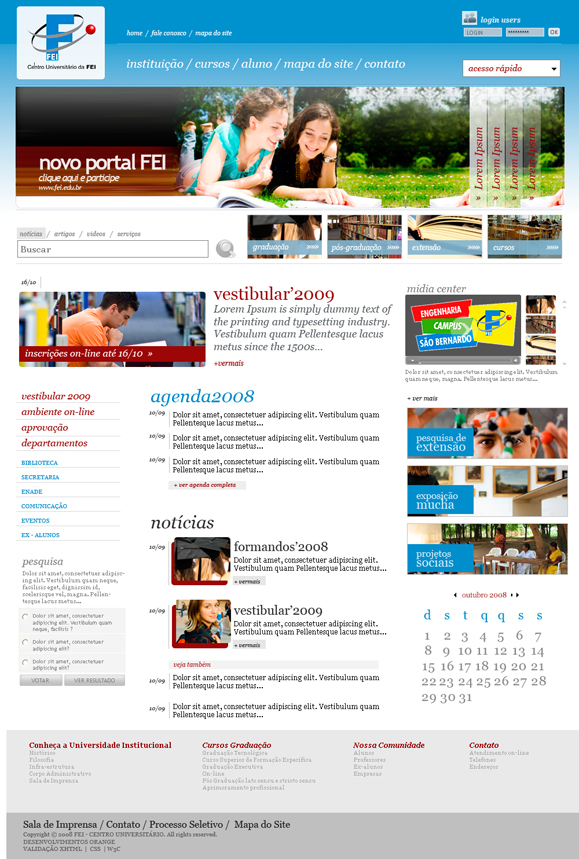 FEI
Centro Universitário da FEI
home / fale conosco / mapa do site
login users
LOGIN
********* OK
instituição / cursos / aluno / mapa do site / contato
acesso rápido
novo portal FEI
clique aqui e participe
www.fei.edu.br
» Lorem Ipsum
» Lorem Ipsum
» Lorem Ipsum
» Lorem Ipsum
notícias / artigos / videos / serviços
Buscar
graduação »»»
pós-graduação »»»
extensão »»»
cursos »»»
16/10
inscrições on-line até 16/10 »
vestibular'2009
Lorem Ipsum is simply dummy text of
the printing and typesetting industry.
Vestibulum quam Pellentesque lacus
metus since the 1500s...
+vermais
midia center
ENGENHARIA
CAMPUS
SÃO BERNARDO
Dolor sit amet, consectetuer adipiscing elit. Vestibulum
quam neque, magna. Pellentesque lacus metus...
+ ver mais
vestibular 2009
ambiente on-line
aprovação
departamentos
BIBLIOTECA
SECRETARIA
ENADE
COMUNICAÇÃO
EVENTOS
EX - ALUNOS
agenda2008
10/09 Dolor sit amet, consectetuer adipiscing elit. Vestibulum quam
Pellentesque lacus metus...
10/09 Dolor sit amet, consectetuer adipiscing elit. Vestibulum quam
Pellentesque lacus metus...
10/09 Dolor sit amet, consectetuer adipiscing elit. Vestibulum quam
Pellentesque lacus metus...
+ ver agenda completa
pesquisa de
extensão
exposição
mucha
projetos
sociais
notícias
10/09
formandos'2008
Dolor sit amet, consectetuer adipiscing elit.
Vestibulum quam Pellentesque lacus metus...
+ vermais
10/09
vestibular'2009
Dolor sit amet, consectetuer adipiscing elit.
Vestibulum quam Pellentesque lacus metus...
+ vermais
veja também
10/09 Dolor sit amet, consectetuer adipiscing elit. Vestibulum quam
Pellentesque lacus metus...
10/09 Dolor sit amet, consectetuer adipiscing elit. Vestibulum quam
Pellentesque lacus metus...
pesquisa
Dolor sit amet, consectetuer adipisc-
ing elit. Vestibulum quam neque,
facilisis eget, dignissim id,
scelerisque vel, magna. Pellen-
tesque lacus metus...
Dolor sit amet, consectetuer
adipiscing elit. Vestibulum quam
neque, facilitis ?
Dolor sit amet, consectetuer
adipiscing elit?
Dolor sit amet, consectetuer
adipiscing elit?
VOTAR VER RESULTADO
outubro 2008
d s t q q s s
1 2 3 4 5 6 7
8 9 10 11 12 13 14
15 16 17 18 19 20 21
22 23 24 25 26 27 28
29 30 31
Conheça a Universidade Institucional
Históricos
Filosofia
Infra-estrutura
Corpo Administrativo
Sala de Imprensa
Cursos Graduação
Graduação Tecnológica
Curso Superior de Formação Específica
Graduação Executiva
On-line
Pós Graduação lato sensu e stricto sensu
Aprimoramento profissional
Nossa Comunidade
Alunos
Professores
Ex-alunos
Empresas
Contato
Atendimento on-line
Telefones
Endereços
Sala de Imprensa / Contato / Processo Seletivo / Mapa do Site
Copyright © 2008 FEI - CENTRO UNIVERSITÁRIO. All rights reserved.
DESENVOLVIMENTOS ORANGE
VALIDAÇÃO XHTML | CSS | W3C